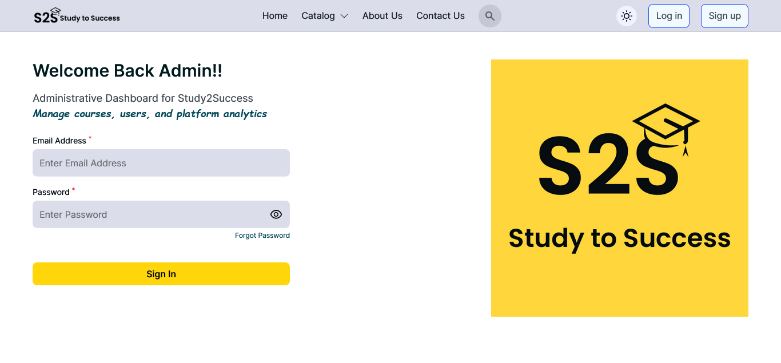 S2S Study to Success
Home Catalog About Us Contact Us
Log in Sign up
Welcome Back Admin!!
Administrative Dashboard for Study2Success
Manage courses, users, and platform analytics
Email Address *
Enter Email Address
Password *
Enter Password
Forgot Password
Sign In
S2S
Study to Success